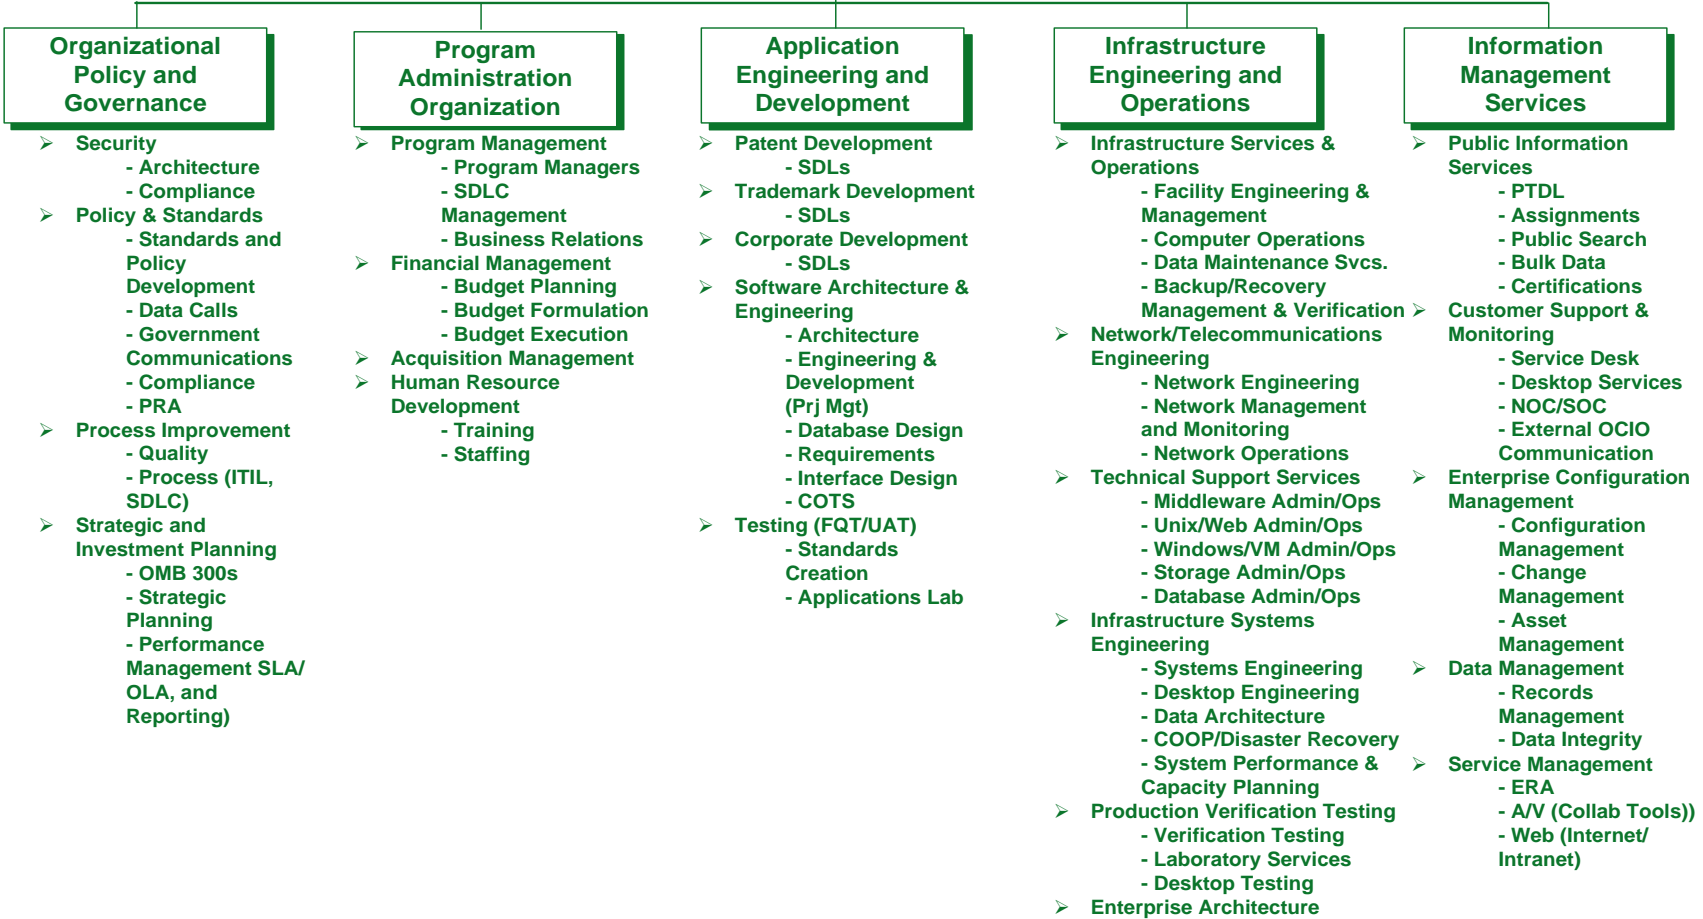 Organizational
Policy and
Governance
➢ Security
- Architecture
- Compliance
➢ Policy & Standards
- Standards and
Policy
Development
- Data Calls
- Government
Communications
- Compliance
- PRA
➢ Process Improvement
- Quality
- Process (ITIL,
SDLC)
➢ Strategic and
Investment Planning
- OMB 300s
- Strategic
Planning
- Performance
Management SLA/
OLA, and
Reporting)
Program
Administration
Organization
➢ Program Management
- Program Managers
- SDLC
Management
- Business Relations
➢ Financial Management
- Budget Planning
- Budget Formulation
- Budget Execution
➢ Acquisition Management
➢ Human Resource
Development
- Training
- Staffing
Application
Engineering and
Development
➢ Patent Development
- SDLs
➢ Trademark Development
- SDLs
➢ Corporate Development
- SDLs
➢ Software Architecture &
Engineering
- Architecture
- Engineering &
Development
(Prj Mgt)
- Database Design
- Requirements
- Interface Design
- COTS
➢ Testing (FQT/UAT)
- Standards
Creation
- Applications Lab
Infrastructure
Engineering and
Operations
➢ Infrastructure Services &
Operations
- Facility Engineering &
Management
- Computer Operations
- Data Maintenance Svcs.
- Backup/Recovery
Management & Verification
➢ Network/Telecommunications
Engineering
- Network Engineering
- Network Management
and Monitoring
- Network Operations
➢ Technical Support Services
- Middleware Admin/Ops
- Unix/Web Admin/Ops
- Windows/VM Admin/Ops
- Storage Admin/Ops
- Database Admin/Ops
➢ Infrastructure Systems
Engineering
- Systems Engineering
- Desktop Engineering
- Data Architecture
- COOP/Disaster Recovery
- System Performance &
Capacity Planning
➢ Production Verification Testing
- Verification Testing
- Laboratory Services
- Desktop Testing
➢ Enterprise Architecture
Information
Management
Services
➢ Public Information
Services
- PTDL
- Assignments
- Public Search
- Bulk Data
- Certifications
➢ Customer Support &
Monitoring
- Service Desk
- Desktop Services
- NOC/SOC
- External OCIO
Communication
➢ Enterprise Configuration
Management
- Configuration
Management
- Change
Management
- Asset
Management
➢ Data Management
- Records
Management
- Data Integrity
➢ Service Management
- ERA
- A/V (Collab Tools))
- Web (Internet/
Intranet)